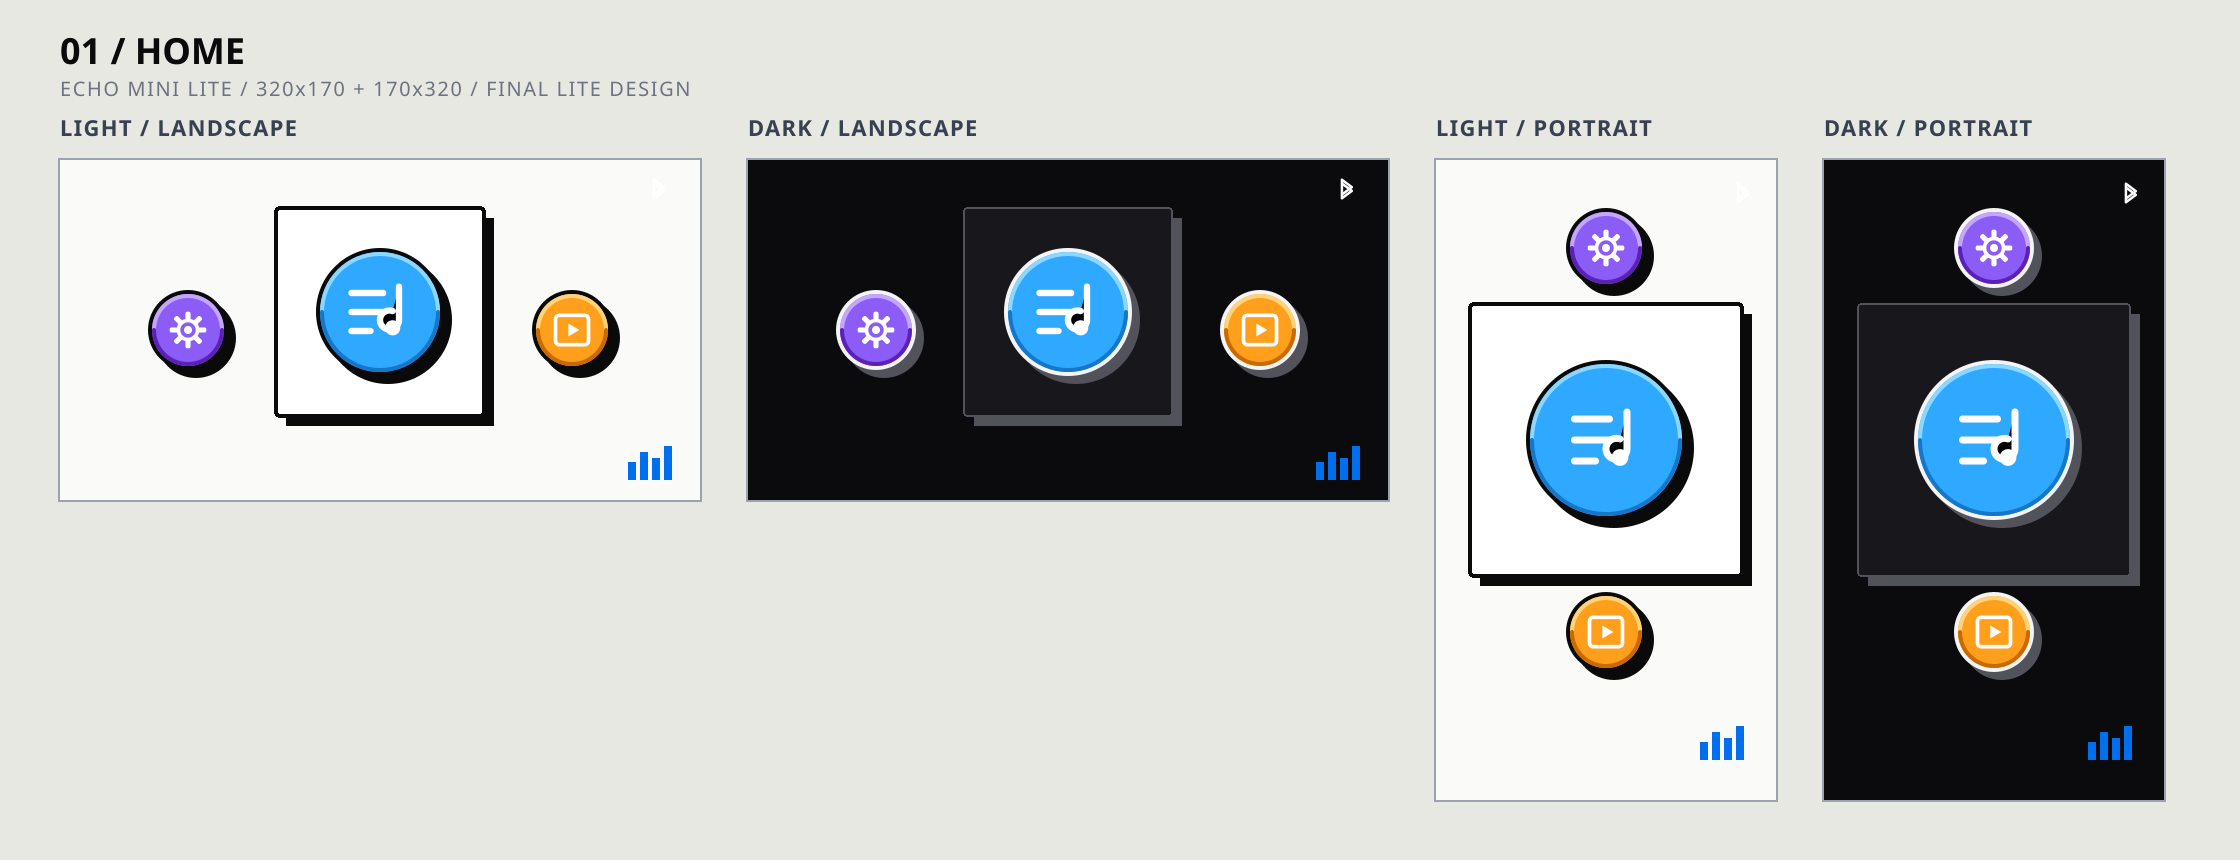 01 / HOME
ECHO MINI LITE / 320x170 + 170x320 / FINAL LITE DESIGN
LIGHT / LANDSCAPE
DARK / LANDSCAPE
LIGHT / PORTRAIT
DARK / PORTRAIT